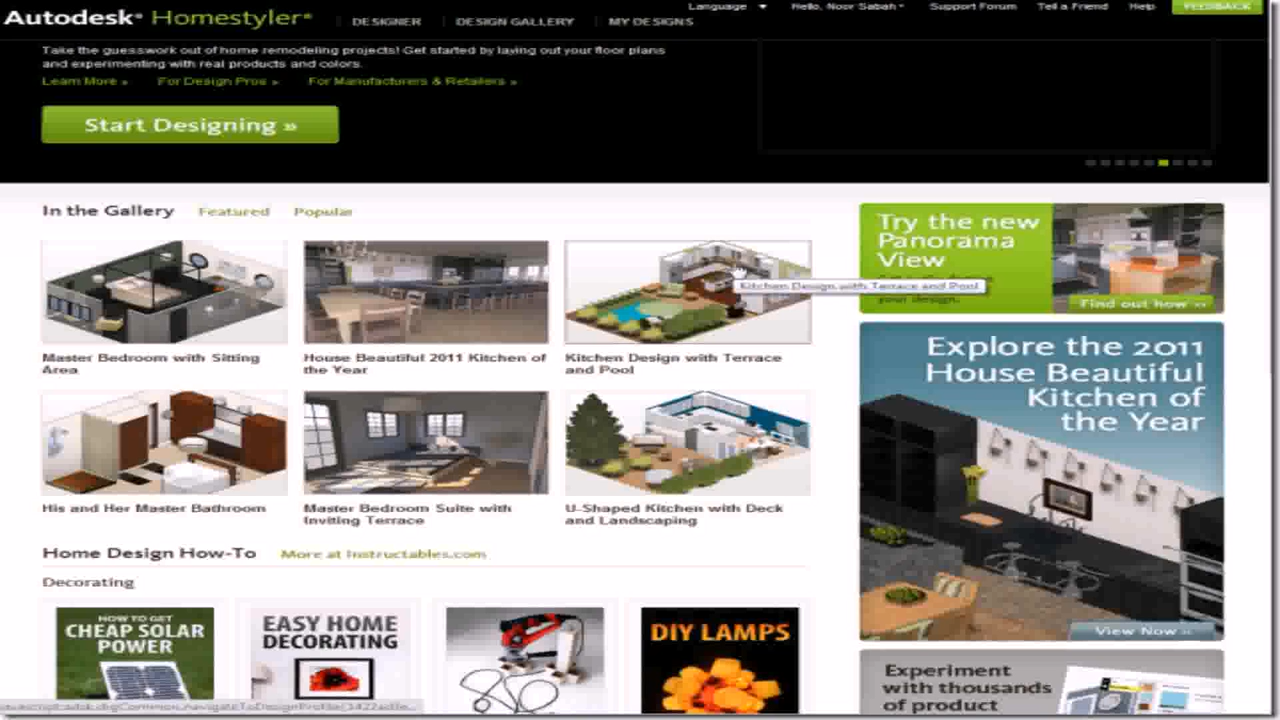 Autodesk® Homestyler®
DESIGNER
DESIGN GALLERY
MY DESIGNS
Language
Hello, Noor Sabah
Support Forum
Tell a Friend
Help
FEEDBACK
Take the guesswork out of home remodeling projects! Get started by laying out your floor plans
and experimenting with real products and colors.
Learn More »
For Design Pros »
For Manufacturers & Retailers »
Start Designing »
In the Gallery
Featured
Popular
Master Bedroom with Sitting
Area
House Beautiful 2011 Kitchen of
the Year
Kitchen Design with Terrace
and Pool
Kitchen Design with Terrace and Pool
His and Her Master Bathroom
Master Bedroom Suite with
Inviting Terrace
U-Shaped Kitchen with Deck
and Landscaping
Home Design How-To
More at Instructables.com
Decorating
HOW TO GET
CHEAP SOLAR
POWER
EASY HOME
DECORATING
DIY LAMPS
Try the new
Panorama
View
your design.
Find out how »
Explore the 2011
House Beautiful
Kitchen of
the Year
View Now »
Experiment
with thousands
of product